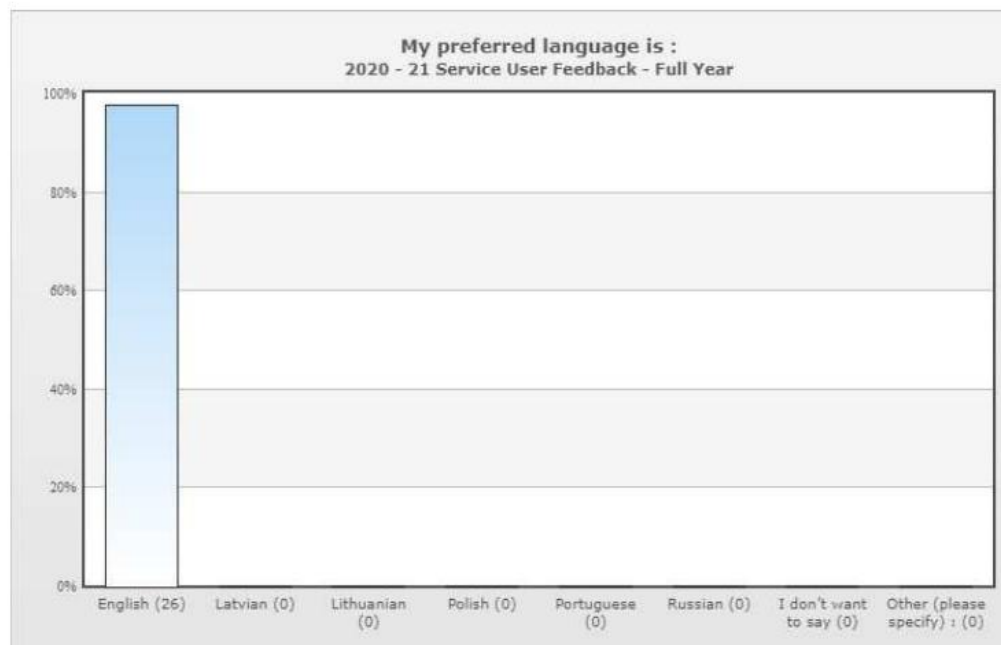 My preferred language is :
2020 - 21 Service User Feedback - Full Year
100%
80%
60%
40%
20%
0%
English (26)
Latvian (0)
Lithuanian
(0)
Polish (0)
Portuguese
(0)
Russian (0)
I don't want
to say (0)
Other (please
specify) : (0)